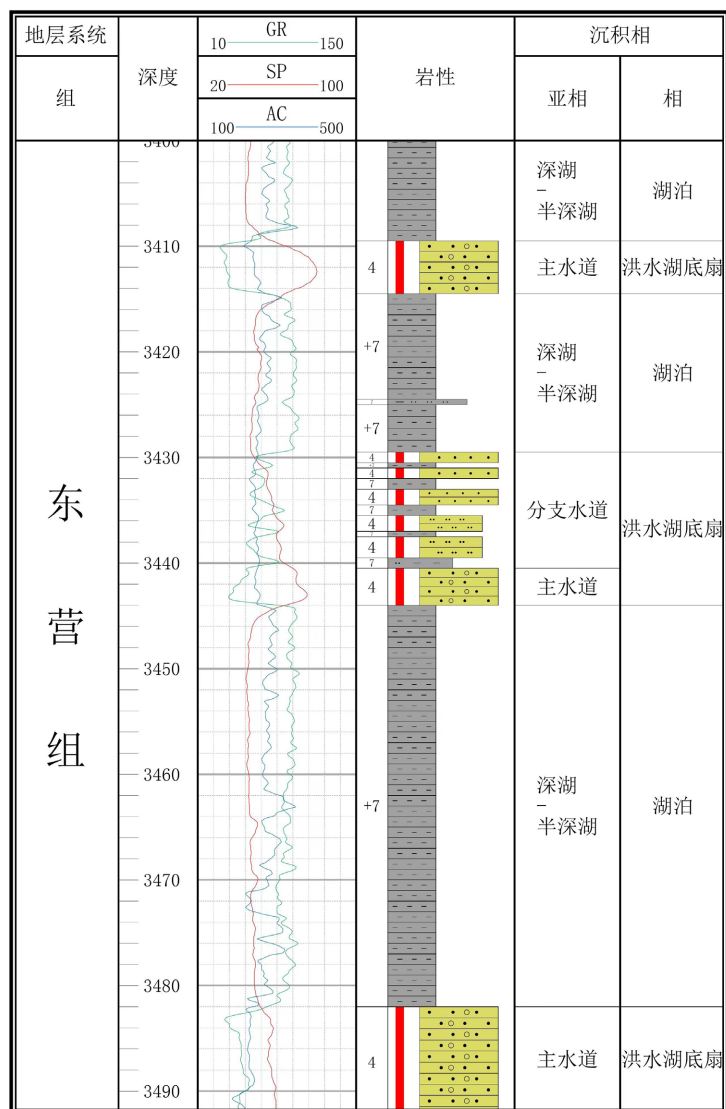 地层系统
组
深度
GR
10 150
SP
20 100
AC
100 500
岩性
沉积相
亚相
相
3400
深湖
–
半深湖
湖泊
3410
4
主水道
洪水湖底扇
3420
+7
深湖
–
半深湖
湖泊
7
+7
3430
4
4
7
4
7
4
4
7
分支水道
洪水湖底扇
3440
4
主水道
东
营
组
3450
3460
+7
深湖
–
半深湖
湖泊
3470
3480
4
主水道
洪水湖底扇
3490